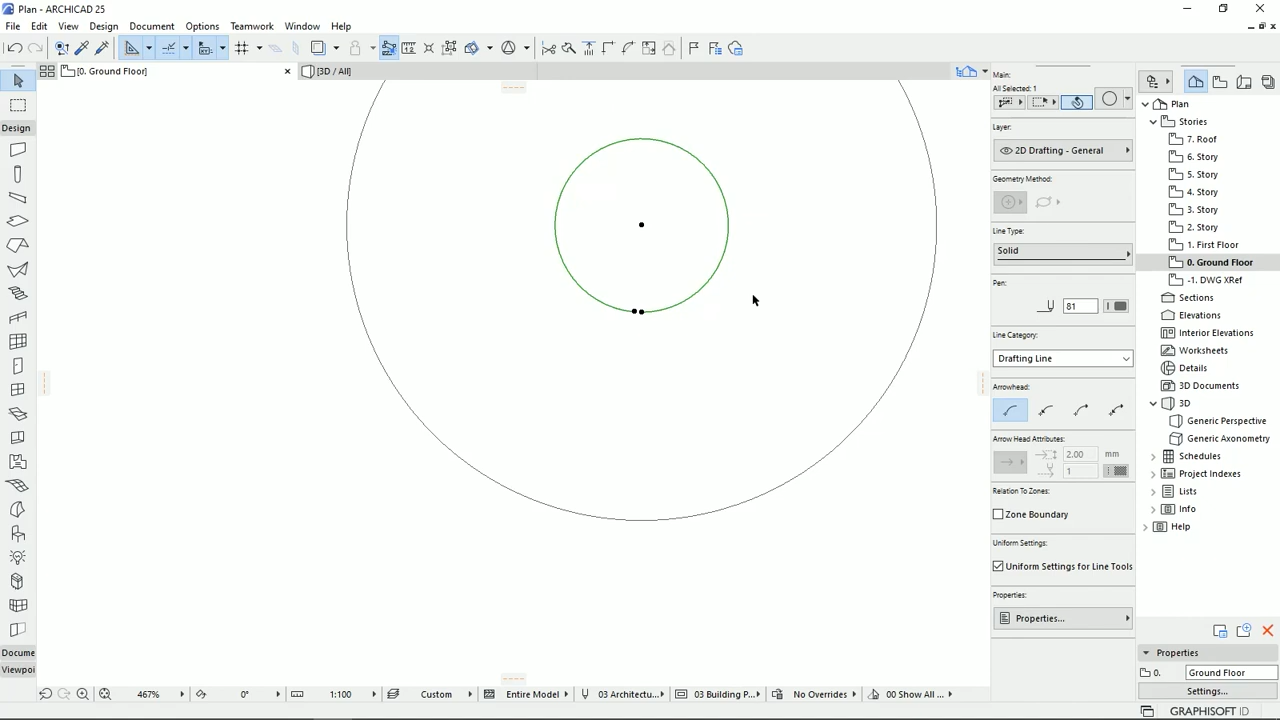 Plan - ARCHICAD 25
File Edit View Design Document Options Teamwork Window Help
[0. Ground Floor]
[3D / All]
Design
Docume
Viewpoi
Main:
All Selected: 1
Layer:
2D Drafting - General
Geometry Method:
Line Type:
Solid
Pen:
81
Line Category:
Drafting Line
Arrowhead:
Arrow Head Attributes:
2.00 mm
1
Relation To Zones:
Zone Boundary
Uniform Settings:
Uniform Settings for Line Tools
Properties:
Properties...
Plan
Stories
7. Roof
6. Story
5. Story
4. Story
3. Story
2. Story
1. First Floor
0. Ground Floor
-1. DWG XRef
Sections
Elevations
Interior Elevations
Worksheets
Details
3D Documents
3D
Generic Perspective
Generic Axonometry
Schedules
Project Indexes
Lists
Info
Help
Properties
0. Ground Floor
Settings...
467% 0° 1:100 Custom Entire Model 03 Architectu... 03 Building P... No Overrides 00 Show All ...
GRAPHISOFT ID